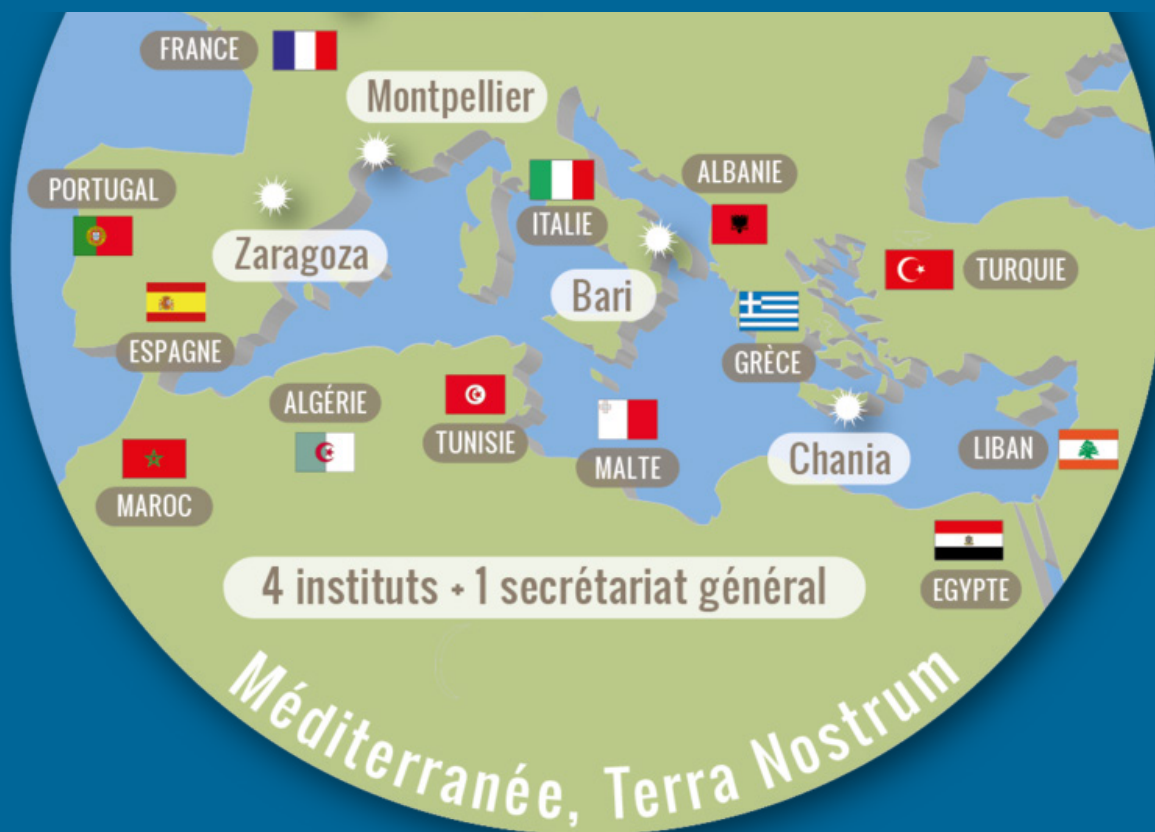 FRANCE
Montpellier
PORTUGAL
ALBANIE
ITALIE
Zaragoza
TURQUIE
Bari
ESPAGNE
GRÈCE
ALGÉRIE
TUNISIE
MALTE
Chania
LIBAN
MAROC
EGYPTE
4 instituts + 1 secrétariat général
Méditerranée, Terra Nostrum